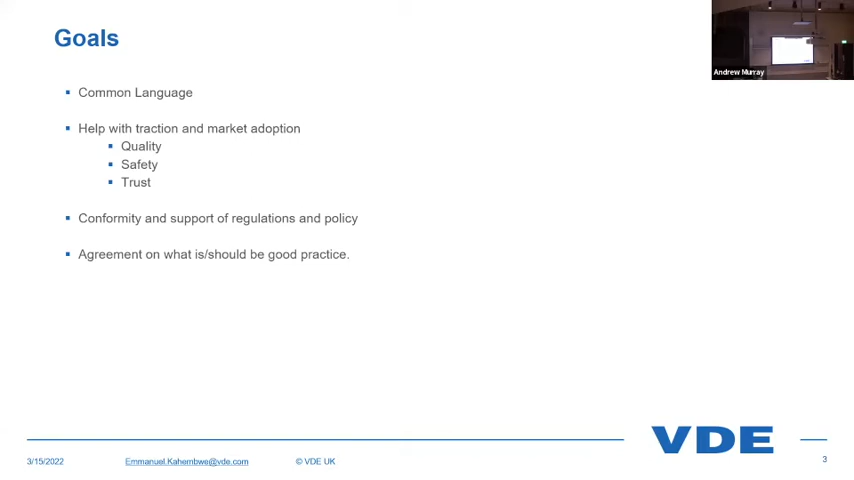 Goals
Andrew Murray
Common Language
Help with traction and market adoption
Quality
Safety
Trust
Conformity and support of regulations and policy
Agreement on what is/should be good practice.
VDE
3/15/2022 Emmanuel.Kahembwe@vde.com © VDE UK 3